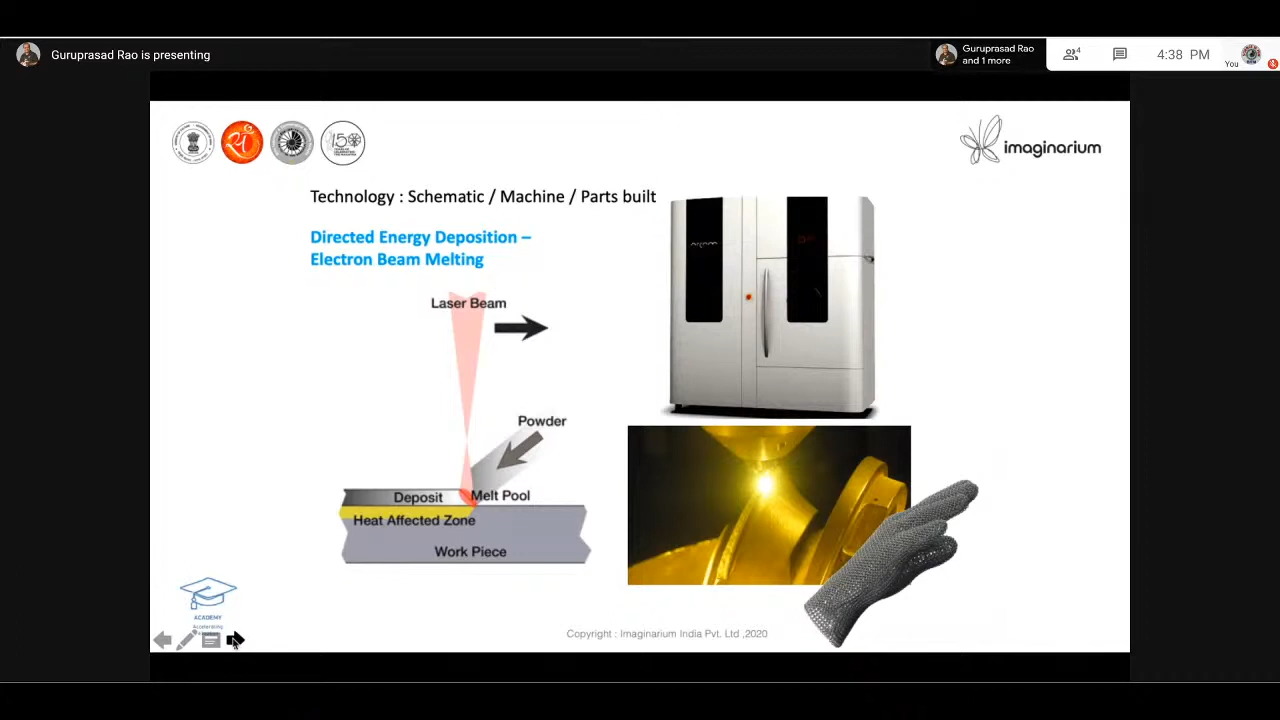 Guruprasad Rao is presenting
Guruprasad Rao
and 1 more
4
4:38 PM
You
imaginarium
Technology : Schematic / Machine / Parts built
Directed Energy Deposition –
Electron Beam Melting
Laser Beam
Powder
Deposit
Melt Pool
Heat Affected Zone
Work Piece
ACADEMY
Accelerating
Copyright : Imaginarium India Pvt. Ltd ,2020